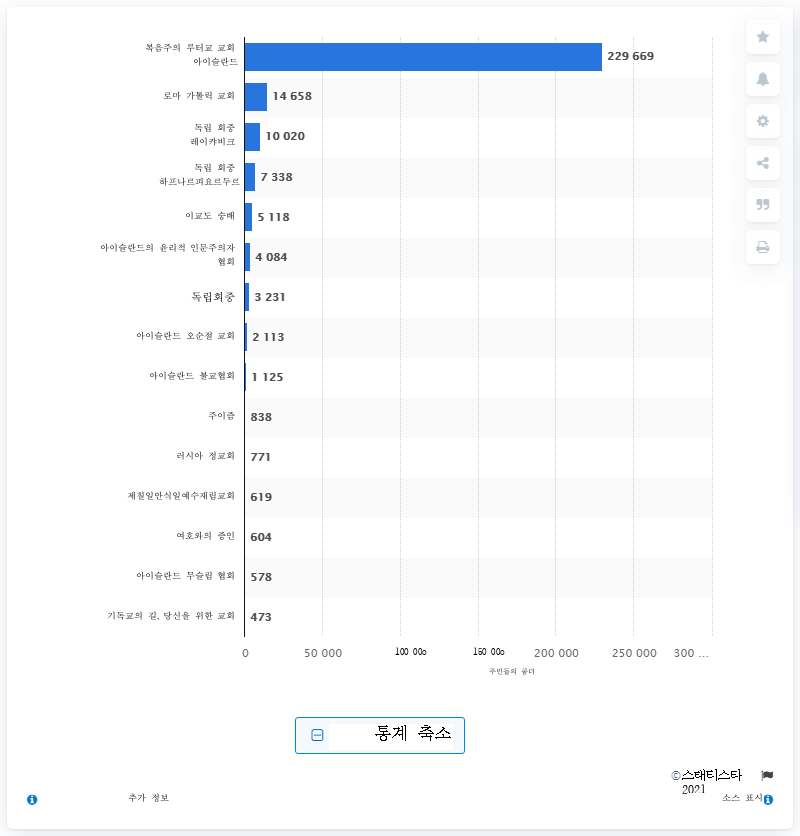 복음주의 루터교 교회
아이슬란드
229 669
로마 가톨릭 교회
14 658
독립 회중
레이캬비크
10 020
독립 회중
하프나르피요르두르
7 338
이교도 숭배
5 118
아이슬란드의 윤리적 인문주의자
협회
4 084
독립회중
3 231
아이슬란드 오순절 교회
2 113
아이슬란드 불교협회
1 125
주이즘
838
러시아 정교회
771
제칠일안식일예수재림교회
619
여호와의 증인
604
아이슬란드 무슬림 협회
578
기독교의 길, 당신을 위한 교회
473
0 50 000 100 000 150 000 200 000 250 000 300 ...
주민들의 넘버
통계 축소
©스태티스타
2021
추가 정보
소스 표시